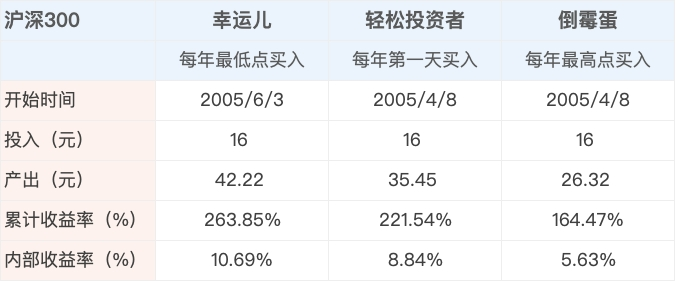 沪深300 幸运儿 轻松投资者 倒霉蛋
每年最低点买入 每年第一天买入 每年最高点买入
开始时间 2005/6/3 2005/4/8 2005/4/8
投入（元） 16 16 16
产出（元） 42.22 35.45 26.32
累计收益率（%） 263.85% 221.54% 164.47%
内部收益率（%） 10.69% 8.84% 5.63%